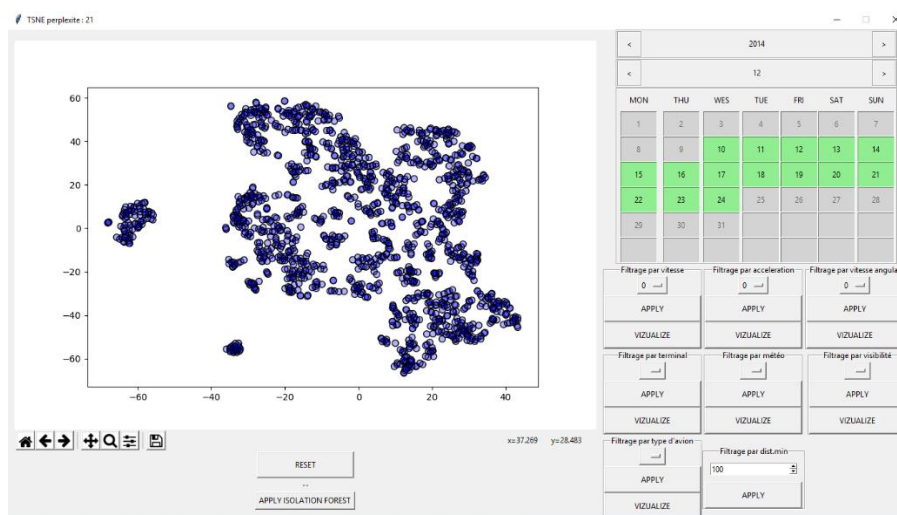 TSNE perplexite : 21
< 2014 >
< 12 >
MON THU WES TUE FRI SAT SUN
1 2 3 4 5 6 7
8 9 10 11 12 13 14
15 16 17 18 19 20 21
22 23 24 25 26 27 28
29 30 31
60
40
20
0
−20
−40
−60
−60 −40 −20 0 20 40
x=37.269 y=28.483
RESET
--
APPLY ISOLATION FOREST
Filtrage par vitesse Filtrage par acceleration Filtrage par vitesse angula
0 0 0
APPLY APPLY APPLY
VIZUALIZE VIZUALIZE VIZUALIZE
Filtrage par terminal Filtrage par météo Filtrage par visibilité
APPLY APPLY APPLY
VIZUALIZE VIZUALIZE VIZUALIZE
Filtrage par type d'avion Filtrage par dist.min
100
APPLY APPLY
VIZUALIZE